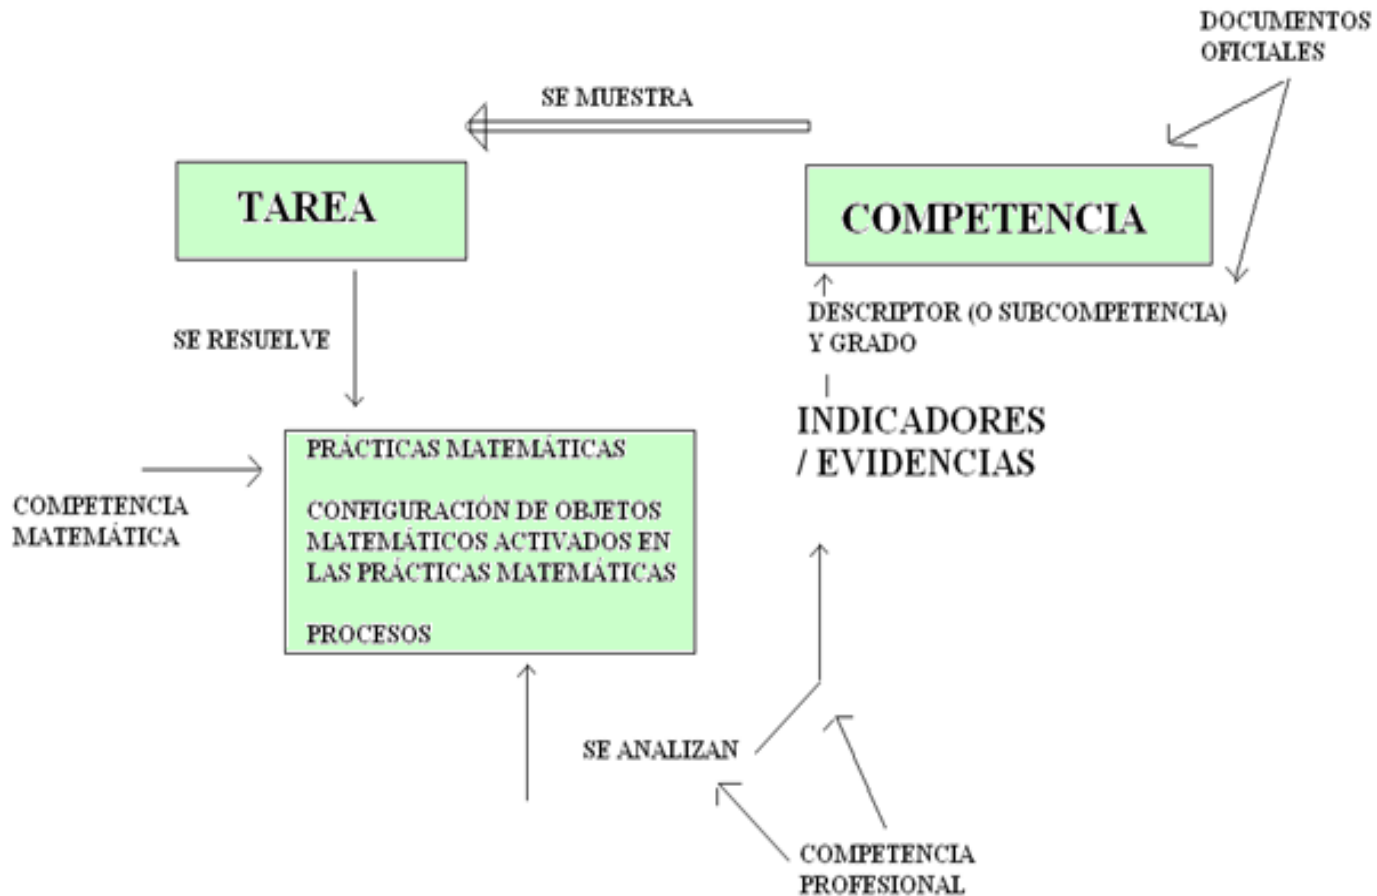 DOCUMENTOS
OFICIALES
SE MUESTRA
TAREA
COMPETENCIA
DESCRIPTOR (O SUBCOMPETENCIA)
Y GRADO
SE RESUELVE
INDICADORES
/ EVIDENCIAS
PRÁCTICAS MATEMÁTICAS
CONFIGURACIÓN DE OBJETOS
MATEMÁTICOS ACTIVADOS EN
LAS PRÁCTICAS MATEMÁTICAS
PROCESOS
COMPETENCIA
MATEMÁTICA
SE ANALIZAN
COMPETENCIA
PROFESIONAL